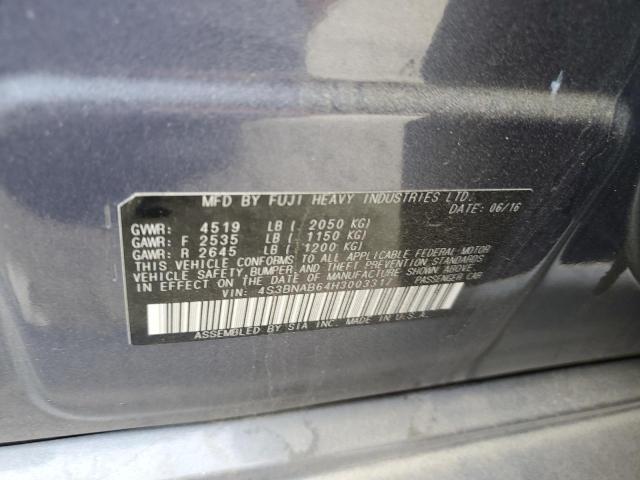 MFD BY FUJI HEAVY INDUSTRIES LTD.
DATE: 06/16
GVWR: 4519 LB ( 2050 KG)
GAWR: F 2535 LB ( 1150 KG)
GAWR: R 2645 LB ( 1200 KG)
THIS VEHICLE CONFORMS TO ALL APPLICABLE FEDERAL MOTOR
VEHICLE SAFETY, BUMPER, AND THEFT PREVENTION STANDARDS
IN EFFECT ON THE DATE OF MANUFACTURE SHOWN ABOVE.
VIN: 4S3BNAB64H3003317 PASSENGER CAR
ASSEMBLED BY SIA INC. MADE IN U.S.A.